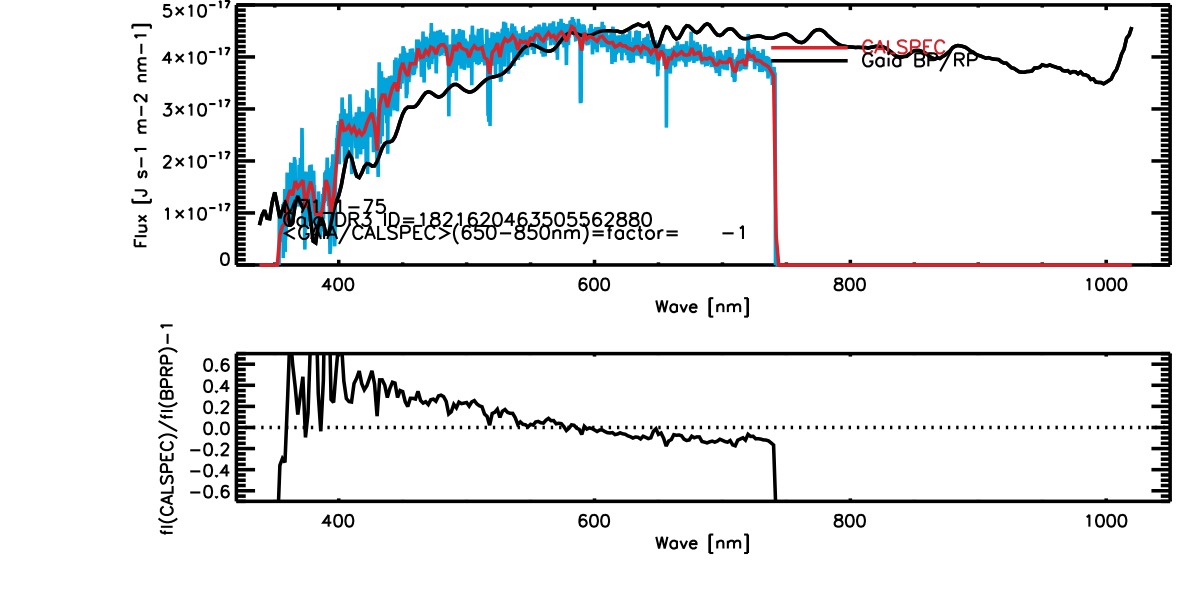 5×10⁻¹⁷
4×10⁻¹⁷
3×10⁻¹⁷
2×10⁻¹⁷
1×10⁻¹⁷
0
Flux [J s−1 m−2 nm−1]
CALSPEC
Gaia BP/RP
1−75
Gaia DR3 ID=1821620463505562880
<GAIA/CALSPEC>(650−850nm)=factor= −1
400 600 800 1000
Wave [nm]
fl(CALSPEC)/fl(BPRP)−1
0.6
0.4
0.2
0.0
−0.2
−0.4
−0.6
400 600 800 1000
Wave [nm]